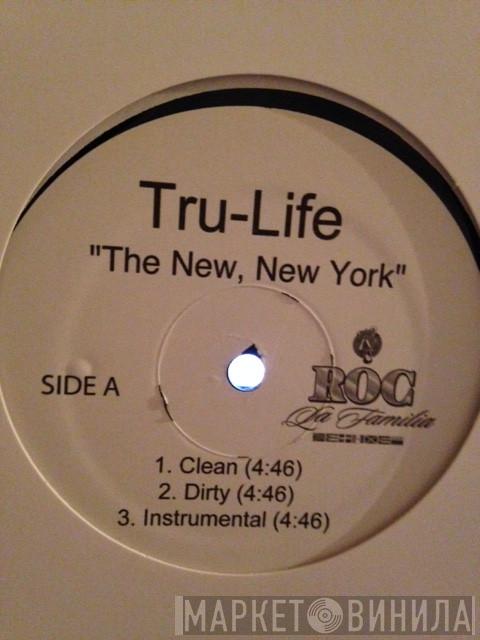 Tru-Life
"The New, New York"
SIDE A
ROC
La Familia
1. Clean (4:46)
2. Dirty (4:46)
3. Instrumental (4:46)
МАРКЕТ ВИНИЛА